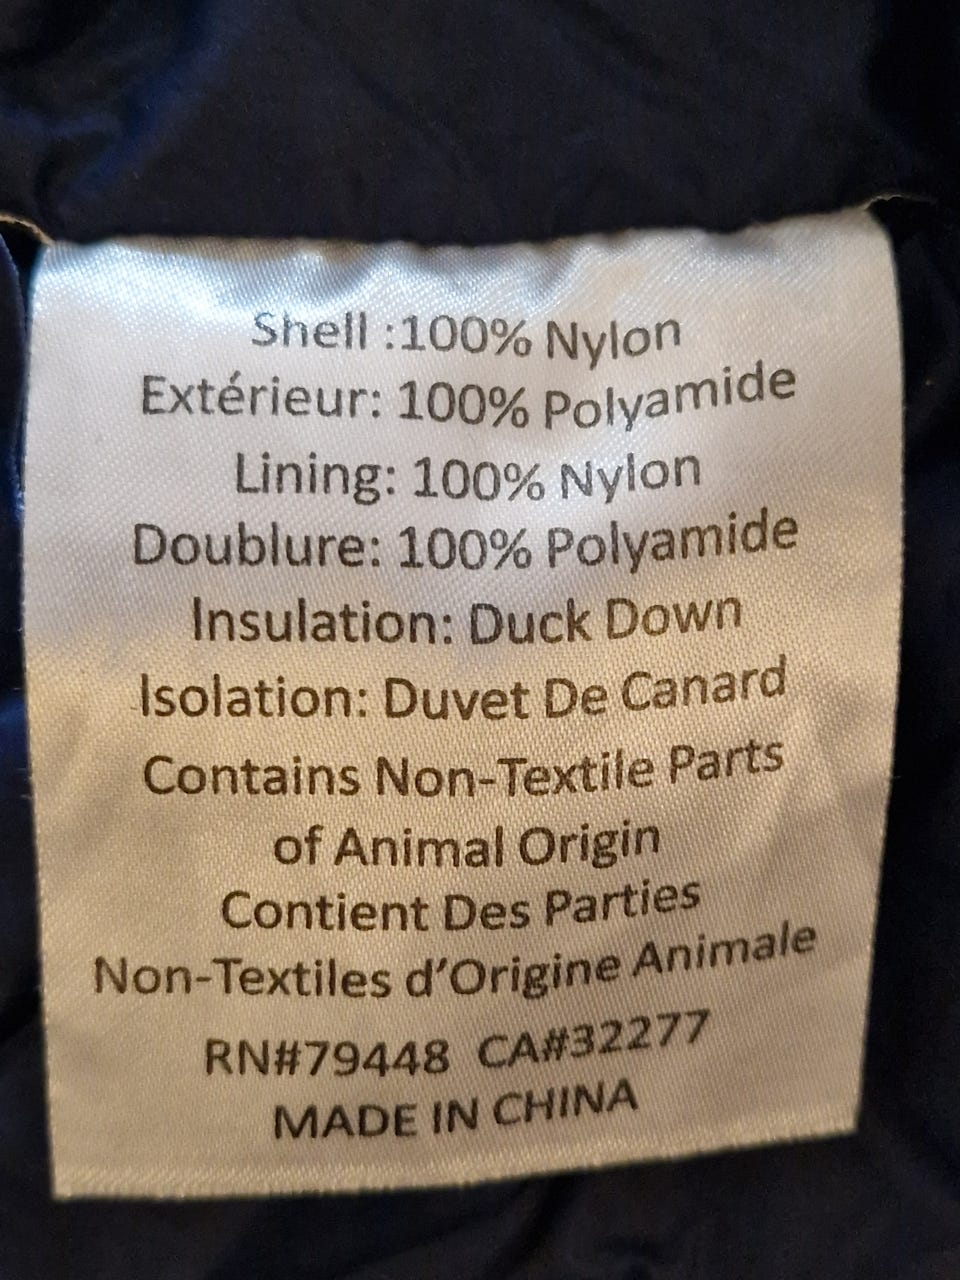 Shell :100% Nylon
Extérieur: 100% Polyamide
Lining: 100% Nylon
Doublure: 100% Polyamide
Insulation: Duck Down
Isolation: Duvet De Canard
Contains Non-Textile Parts
of Animal Origin
Contient Des Parties
Non-Textiles d’Origine Animale
RN#79448 CA#32277
MADE IN CHINA